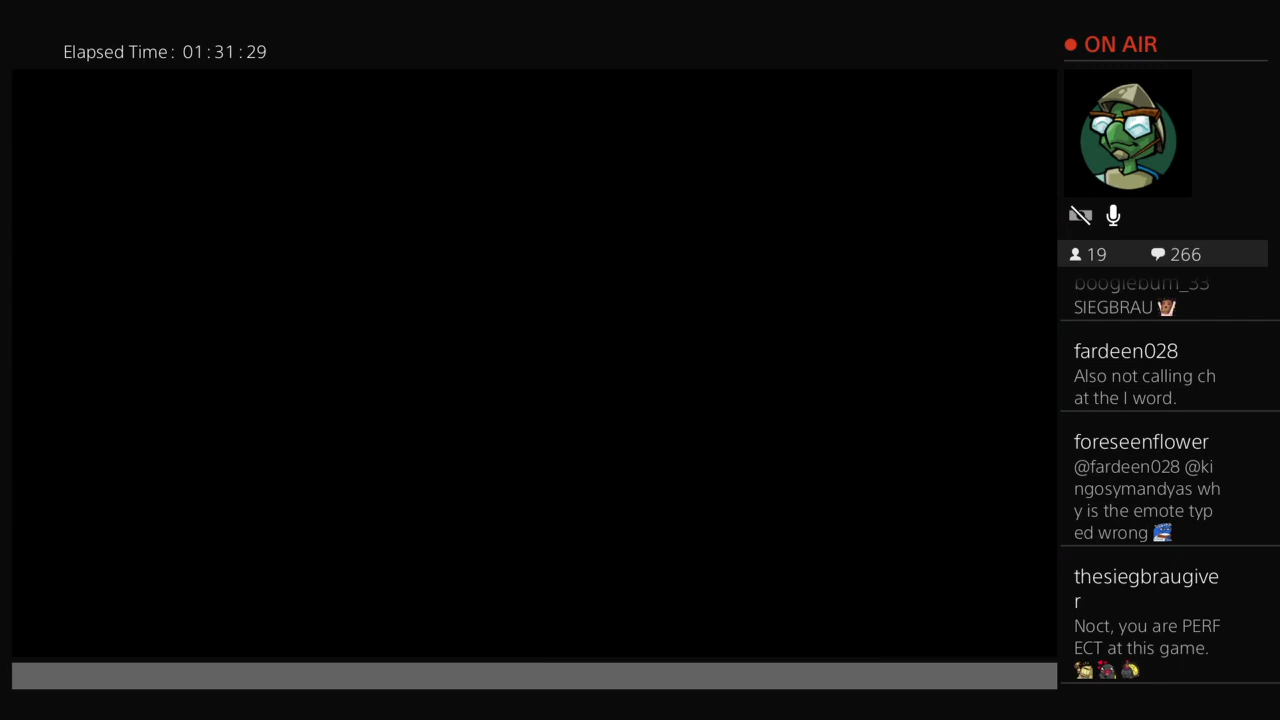 Elapsed Time: 01:31:29
ON AIR
19 266
boogiebum_33
SIEGBRAU
fardeen028
Also not calling ch
at the I word.
foreseenflower
@fardeen028 @ki
ngosymandyas wh
y is the emote typ
ed wrong
thesiegbraugive
r
Noct, you are PERF
ECT at this game.